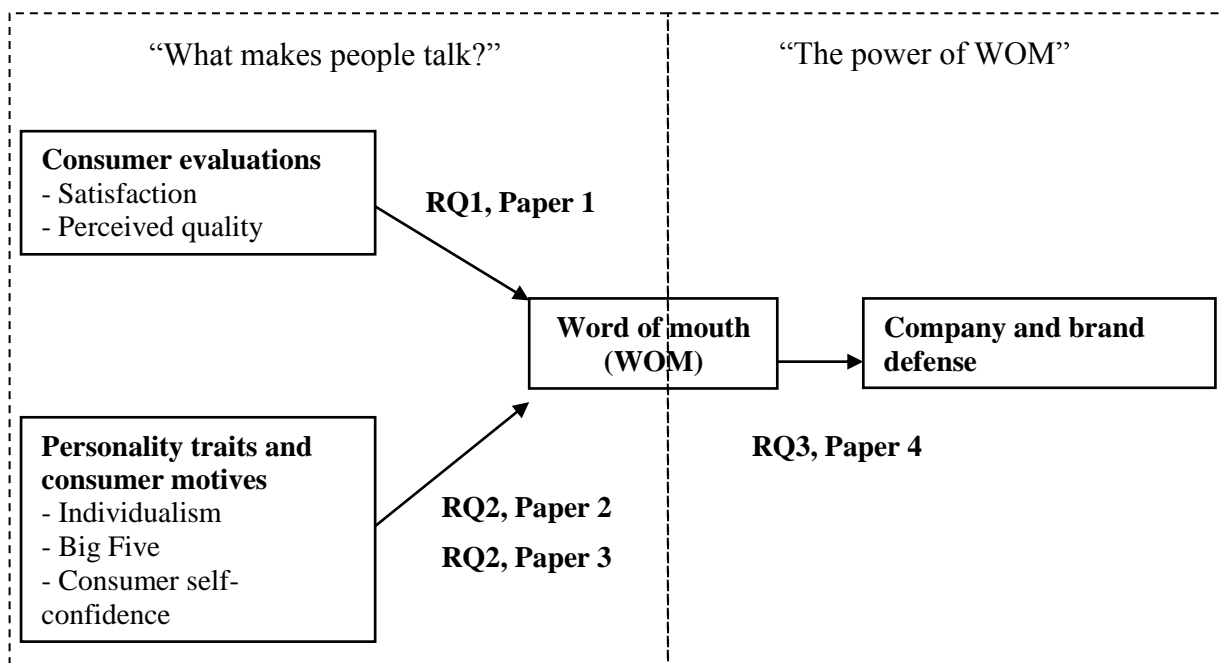 “What makes people talk?”
“The power of WOM”
Consumer evaluations
- Satisfaction
- Perceived quality
RQ1, Paper 1
Word of mouth
(WOM)
Company and brand
defense
Personality traits and
consumer motives
- Individualism
- Big Five
- Consumer self-
confidence
RQ2, Paper 2
RQ2, Paper 3
RQ3, Paper 4